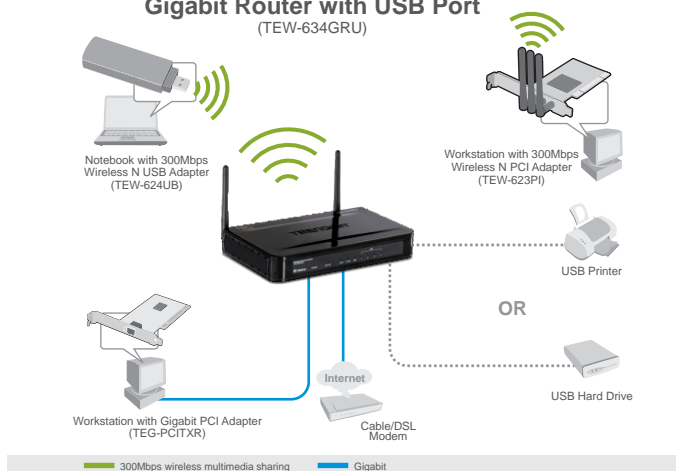 Gigabit Router with USB Port
(TEW-634GRU)
Notebook with 300Mbps
Wireless N USB Adapter
(TEW-624UB)
Workstation with 300Mbps
Wireless N PCI Adapter
(TEW-623PI)
TRENDNET
USB Printer
OR
USB Hard Drive
Internet
Cable/DSL
Modem
Workstation with Gigabit PCI Adapter
(TEG-PCITXR)
300Mbps wireless multimedia sharing
Gigabit